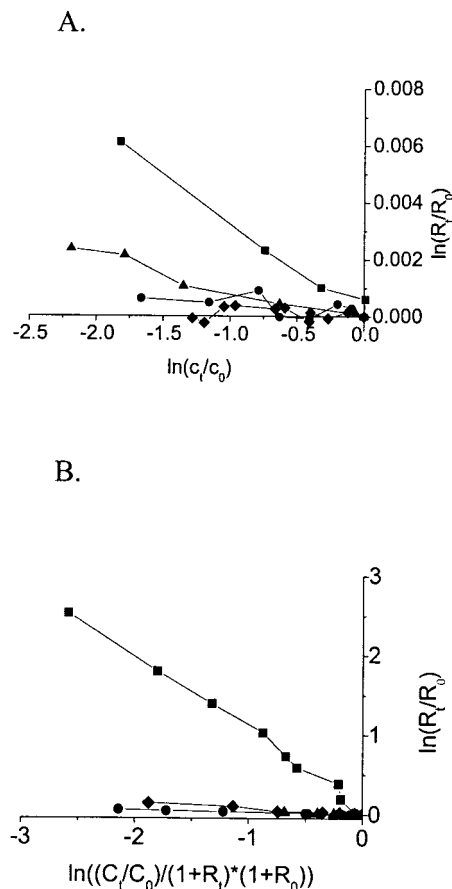 A.
0.008
0.006
0.004
0.002
0.000
ln(Rt/R0)
-2.5 -2.0 -1.5 -1.0 -0.5 0.0
ln(ct/c0)
B.
3
2
1
0
ln(Rt/R0)
-3 -2 -1 0
ln((Ct/C0)/(1+Rt)*(1+R0))